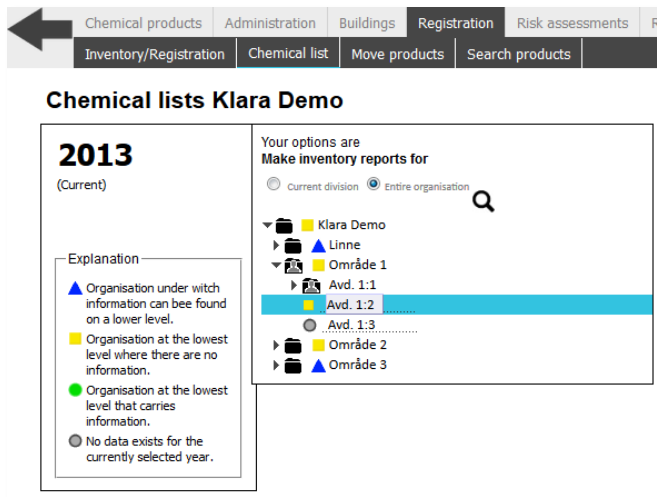 Chemical products Administration Buildings Registration Risk assessments
Inventory/Registration Chemical list Move products Search products
Chemical lists Klara Demo
2013
(Current)
Explanation
Organisation under witch
information can bee found
on a lower level.
Organisation at the lowest
level where there are no
information.
Organisation at the lowest
level that carries
information.
No data exists for the
currently selected year.
Your options are
Make inventory reports for
Current division Entire organisation
Klara Demo
Linne
Område 1
Avd. 1:1
Avd. 1:2
Avd. 1:3
Område 2
Område 3